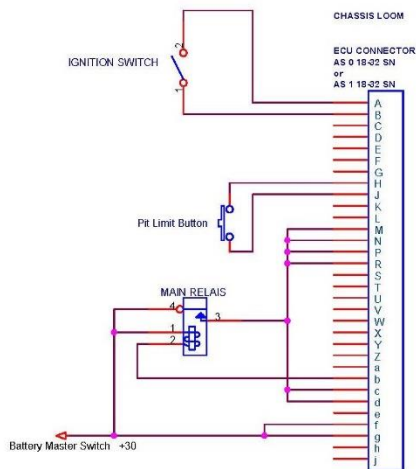 CHASSIS LOOM
ECU CONNECTOR
AS 0 18-32 SN
or
AS 1 18-32 SN
IGNITION SWITCH
2
1
A
B
C
D
E
F
G
H
J
K
L
M
N
P
R
S
T
U
V
W
X
Y
Z
a
b
c
d
e
f
g
h
j
Pit Limit Button
MAIN RELAIS
4
1
2
3
Battery Master Switch +30